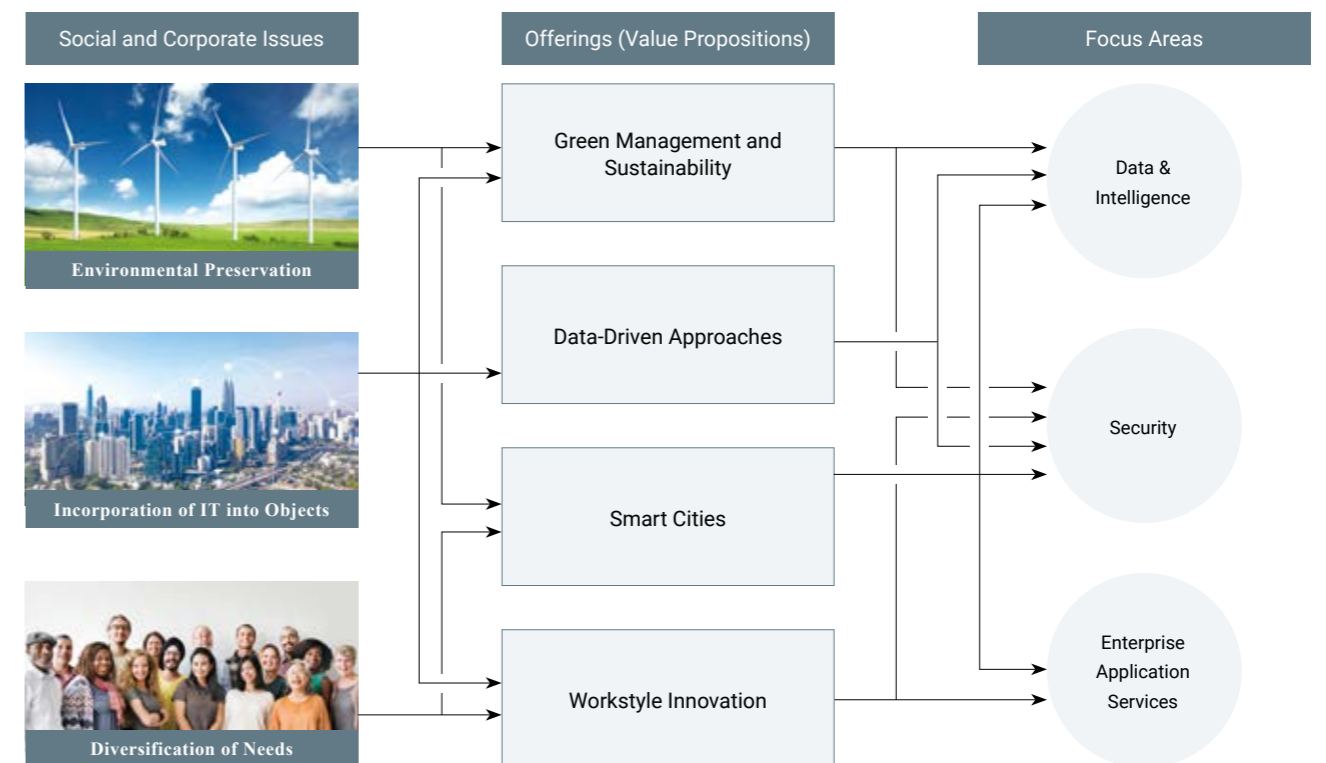 Social and Corporate Issues
Offerings (Value Propositions)
Focus Areas
Environmental Preservation
Incorporation of IT into Objects
Diversification of Needs
Green Management and
Sustainability
Data-Driven Approaches
Smart Cities
Workstyle Innovation
Data &
Intelligence
Security
Enterprise
Application
Services